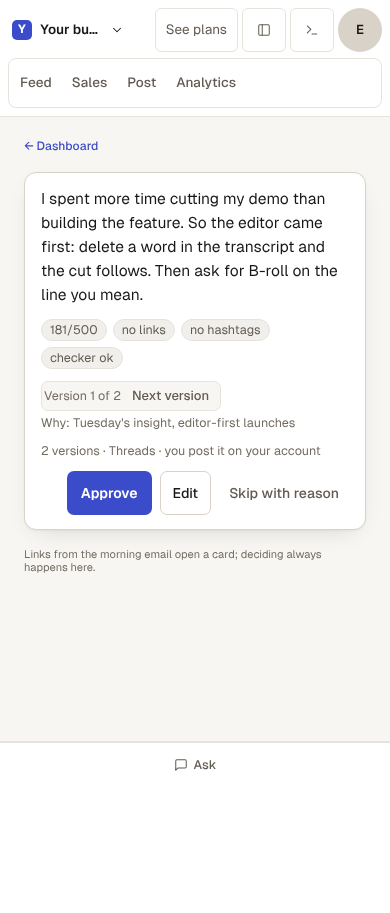 Y Your bu... See plans E
Feed Sales Post Analytics
← Dashboard
I spent more time cutting my demo than
building the feature. So the editor came
first: delete a word in the transcript and
the cut follows. Then ask for B-roll on the
line you mean.
181/500 no links no hashtags
checker ok
Version 1 of 2 Next version
Why: Tuesday's insight, editor-first launches
2 versions · Threads · you post it on your account
Approve Edit Skip with reason
Links from the morning email open a card; deciding always
happens here.
Ask